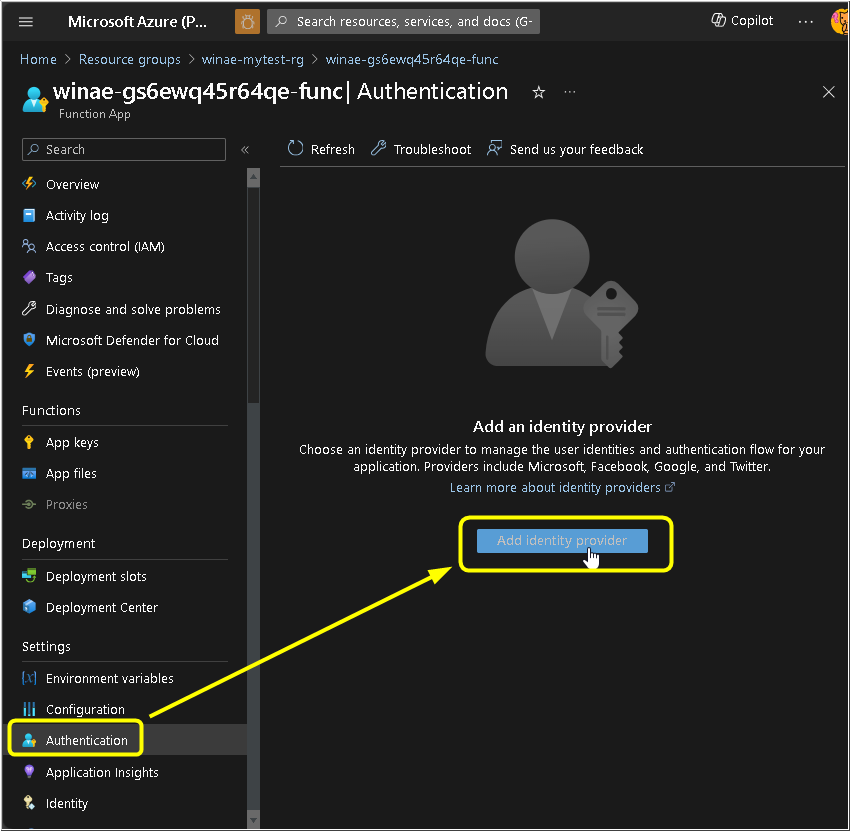 Microsoft Azure (P...
Search resources, services, and docs (G-
Copilot
...
Home > Resource groups > winae-mytest-rg > winae-gs6ewq45r64qe-func
winae-gs6ewq45r64qe-func | Authentication
...
Function App
Search
«
Refresh
Troubleshoot
Send us your feedback
Overview
Activity log
Access control (IAM)
Tags
Diagnose and solve problems
Microsoft Defender for Cloud
Events (preview)
Functions
App keys
App files
Proxies
Deployment
Deployment slots
Deployment Center
Settings
Environment variables
Configuration
Authentication
Application Insights
Identity
Add an identity provider
Choose an identity provider to manage the user identities and authentication flow for your
application. Providers include Microsoft, Facebook, Google, and Twitter.
Learn more about identity providers
Add identity provider